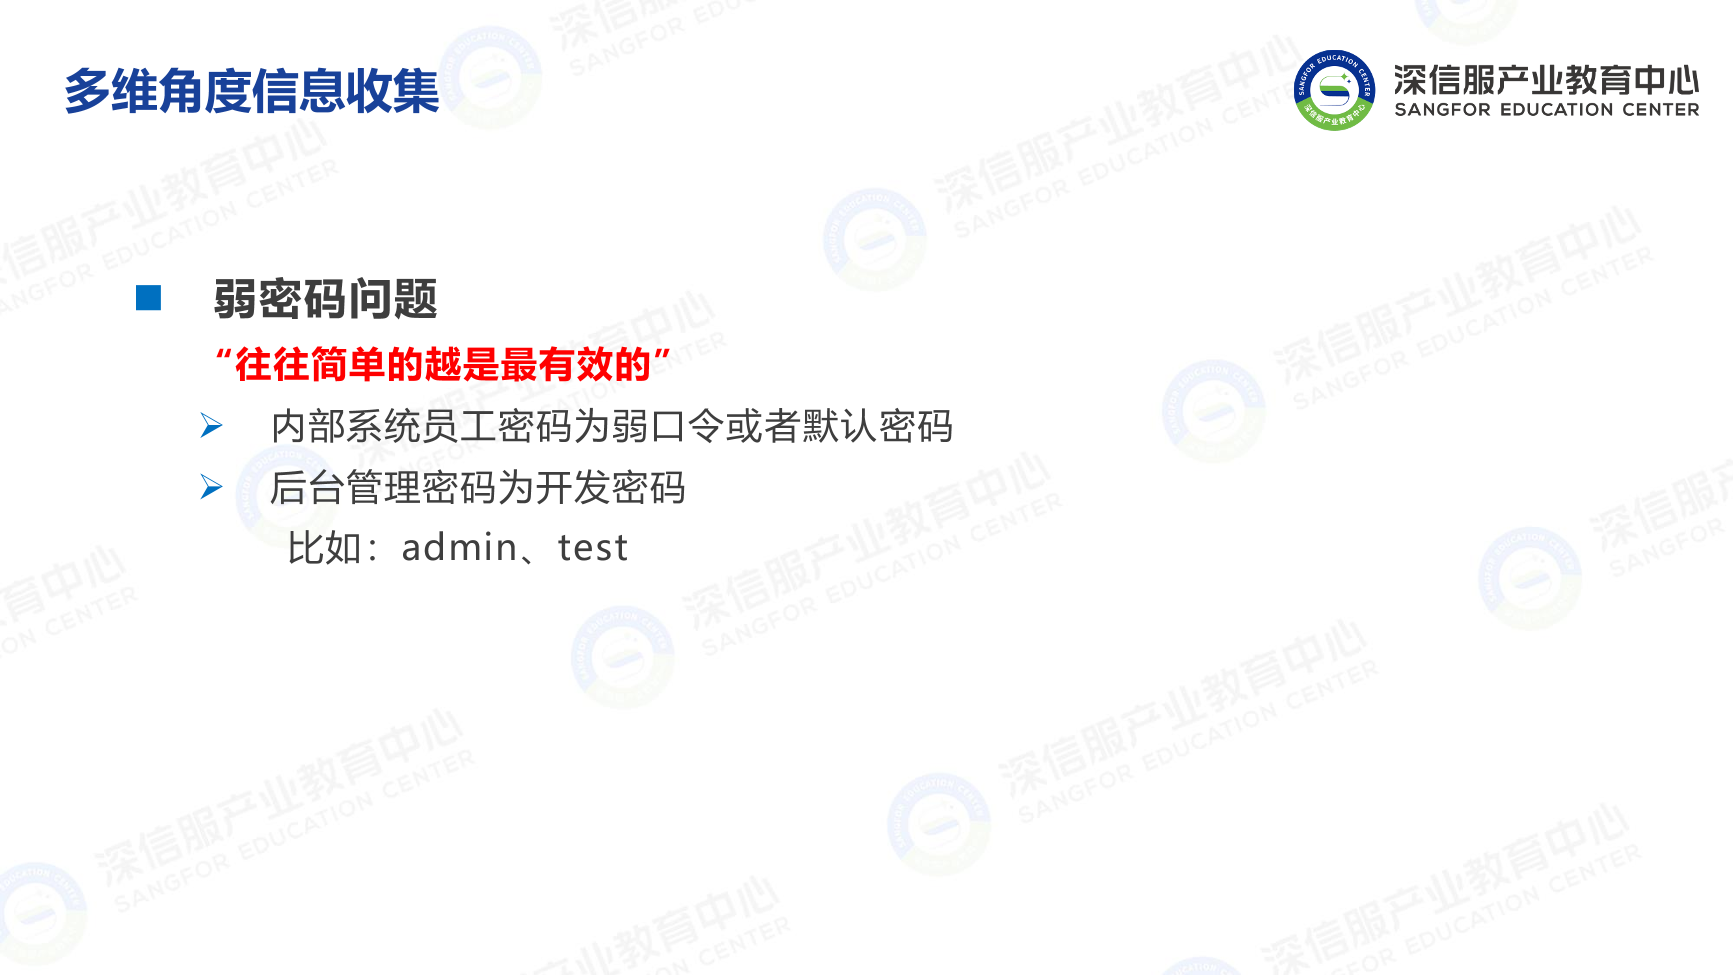 多维角度信息收集
深信服产业教育中心
SANGFOR EDUCATION CENTER
弱密码问题
“往往简单的越是最有效的”
内部系统员工密码为弱口令或者默认密码
后台管理密码为开发密码
比如：admin、test